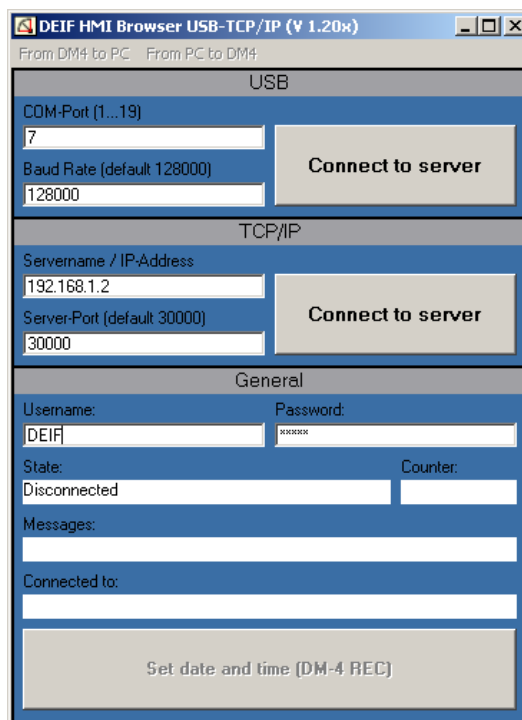 DEIF HMI Browser USB-TCP/IP (V 1.20x)
From DM4 to PC From PC to DM4
USB
COM-Port (1...19)
7
Connect to server
Baud Rate (default 128000)
128000
TCP/IP
Servername / IP-Address
192.168.1.2
Connect to server
Server-Port (default 30000)
30000
General
Username: Password:
DEIF *****
State: Counter:
Disconnected
Messages:
Connected to:
Set date and time (DM-4 REC)